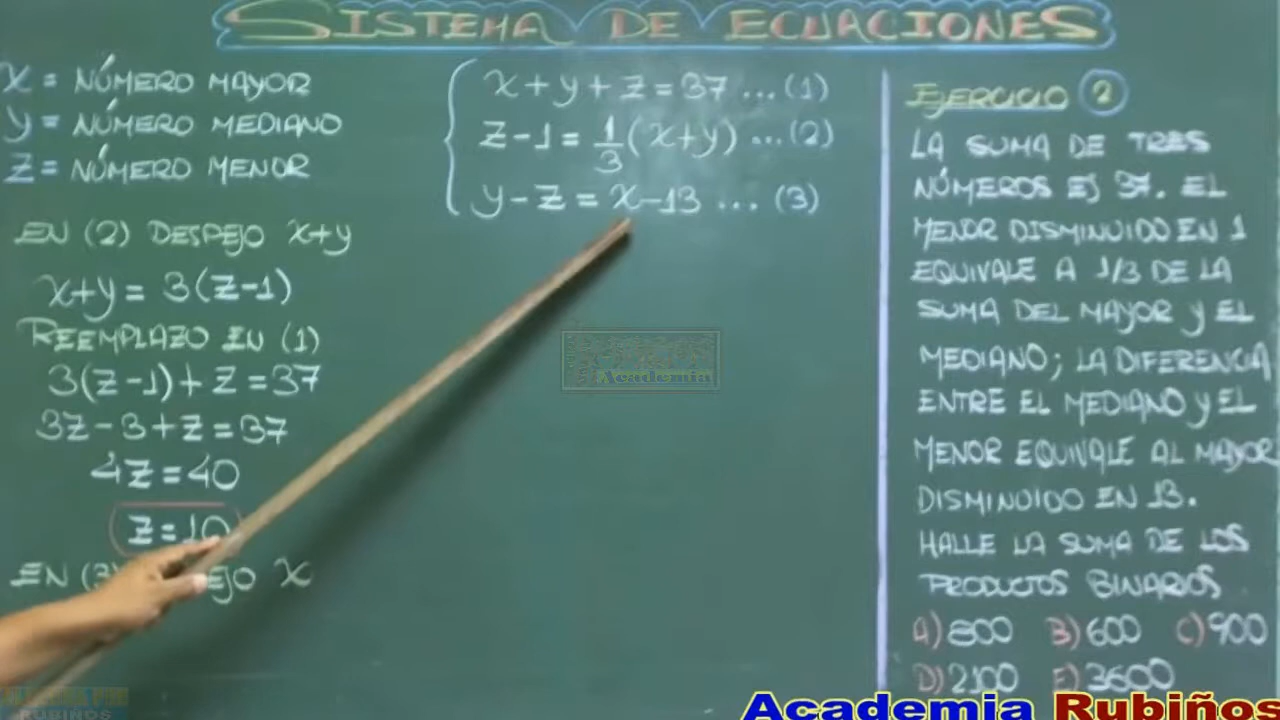 SISTEMA DE ECUACIONES
X = NÚMERO MAYOR
Y = NÚMERO MEDIANO
Z = NÚMERO MENOR
EN (2) DESPEJO X+Y
X+Y = 3(Z-1)
REEMPLAZO EN (1)
3(Z-1)+Z=37
3Z-3+Z=37
4Z=40
Z=10
EN (3) X
X+Y+Z=37 ...(1)
Z-1=1/3(X+Y) ...(2)
Y-Z=X-13 ... (3)
Academia
EJERCICIO 2
LA SUMA DE TRES
NÚMEROS ES 37. EL
MENOR DISMINUIDO EN 1
EQUIVALE A 1/3 DE LA
SUMA DEL MAYOR Y EL
MEDIANO; LA DIFERENCIA
ENTRE EL MEDIANO Y EL
MENOR EQUIVALE AL MAYOR
DISMINUIDO EN 13.
HALLE LA SUMA DE LOS
PRODUCTOS BINARIOS
A) 800 B) 600 C) 900
D) 2100 E) 3600
Academia Rubiños
RUBIÑOS